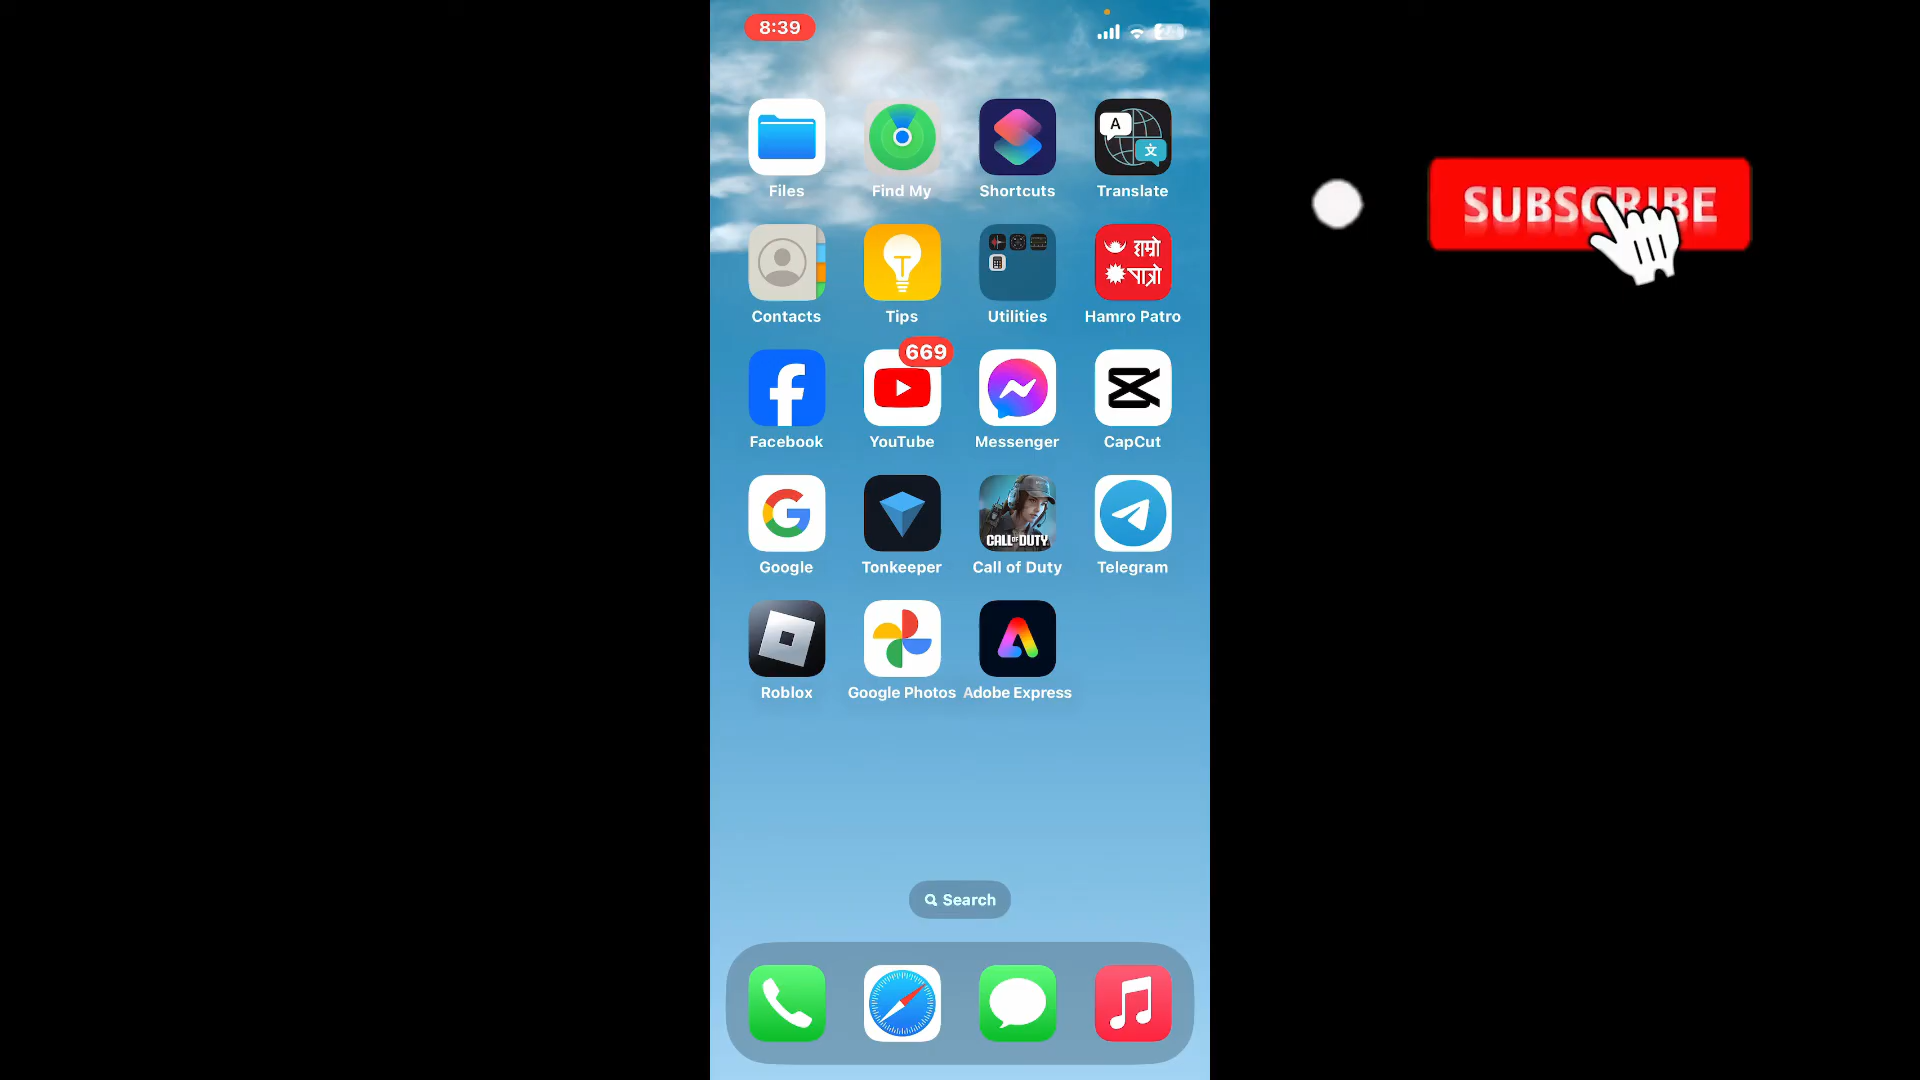 8:39
A
文
Files
Find My
Shortcuts
Translate
SUBSCRIBE
हाम्रो
पात्रो
Contacts
Tips
Utilities
Hamro Patro
669
Facebook
YouTube
Messenger
CapCut
CALL OF DUTY
Google
Tonkeeper
Call of Duty
Telegram
Roblox
Google Photos
Adobe Express
Search